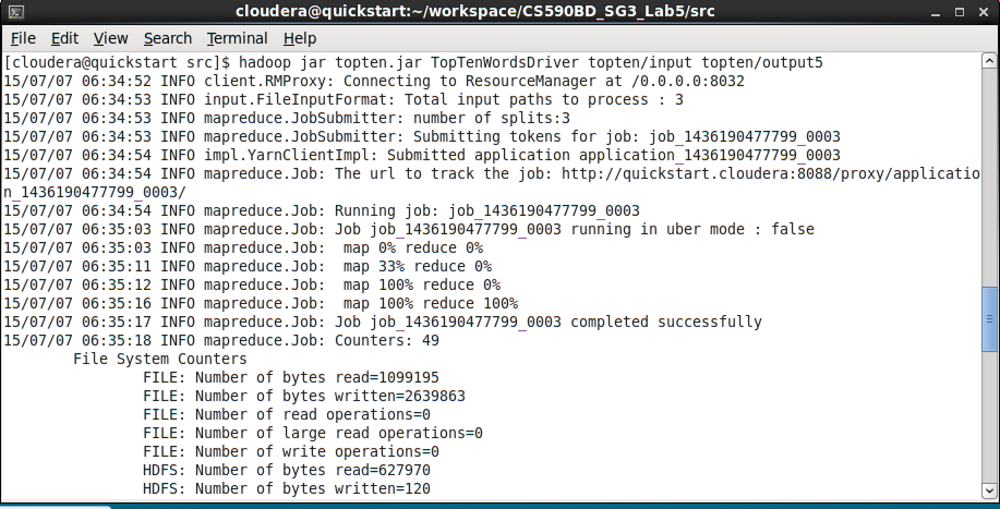 cloudera@quickstart:~/workspace/CS590BD_SG3_Lab5/src
File Edit View Search Terminal Help
[cloudera@quickstart src]$ hadoop jar topten.jar TopTenWordsDriver topten/input topten/output5
15/07/07 06:34:52 INFO client.RMProxy: Connecting to ResourceManager at /0.0.0.0:8032
15/07/07 06:34:53 INFO input.FileInputFormat: Total input paths to process : 3
15/07/07 06:34:53 INFO mapreduce.JobSubmitter: number of splits:3
15/07/07 06:34:53 INFO mapreduce.JobSubmitter: Submitting tokens for job: job_1436190477799_0003
15/07/07 06:34:54 INFO impl.YarnClientImpl: Submitted application application_1436190477799_0003
15/07/07 06:34:54 INFO mapreduce.Job: The url to track the job: http://quickstart.cloudera:8088/proxy/applicatio
n_1436190477799_0003/
15/07/07 06:34:54 INFO mapreduce.Job: Running job: job_1436190477799_0003
15/07/07 06:35:03 INFO mapreduce.Job: Job job_1436190477799_0003 running in uber mode : false
15/07/07 06:35:03 INFO mapreduce.Job:  map 0% reduce 0%
15/07/07 06:35:11 INFO mapreduce.Job:  map 33% reduce 0%
15/07/07 06:35:12 INFO mapreduce.Job:  map 100% reduce 0%
15/07/07 06:35:16 INFO mapreduce.Job:  map 100% reduce 100%
15/07/07 06:35:17 INFO mapreduce.Job: Job job_1436190477799_0003 completed successfully
15/07/07 06:35:18 INFO mapreduce.Job: Counters: 49
File System Counters
FILE: Number of bytes read=1099195
FILE: Number of bytes written=2639863
FILE: Number of read operations=0
FILE: Number of large read operations=0
FILE: Number of write operations=0
HDFS: Number of bytes read=627970
HDFS: Number of bytes written=120